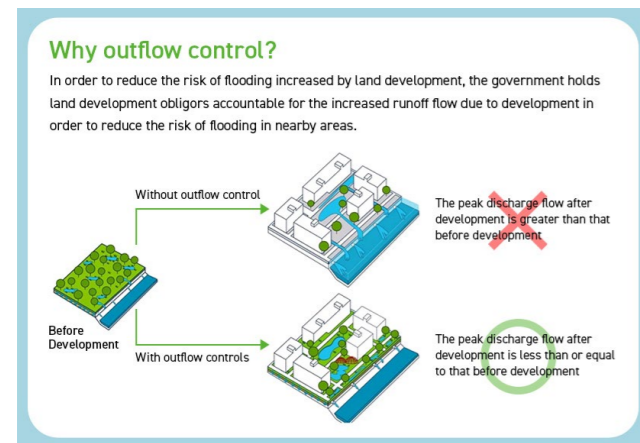 Why outflow control?
In order to reduce the risk of flooding increased by land development, the government holds
land development obligors accountable for the increased runoff flow due to development in
order to reduce the risk of flooding in nearby areas.
Without outflow control
The peak discharge flow after
development is greater than that
before development
Before
Development
With outflow controls
The peak discharge flow after
development is less than or equal
to that before development